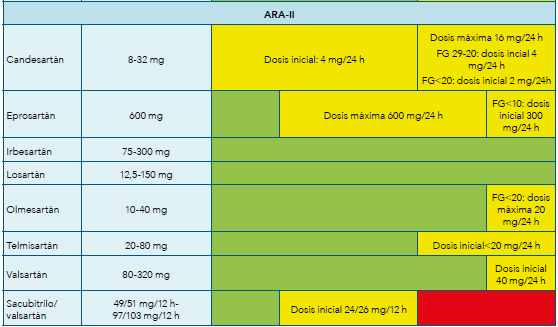 ARA-II
Candesartán
8-32 mg
Dosis inicial: 4 mg/24 h
Dosis máxima 16 mg/24 h
FG 29-20: dosis incial 4
mg/24 h
FG<20: dosis inicial 2 mg/24h
Eprosartán
600 mg
Dosis máxima 600 mg/24 h
FG<10: dosis
inicial 300
mg/24 h
Irbesartán
75-300 mg
Losartán
12,5-150 mg
Olmesartán
10-40 mg
FG<20: dosis
máxima 20
mg/24 h
Telmisartán
20-80 mg
Dosis inicial<20 mg/24 h
Valsartán
80-320 mg
Dosis inicial
40 mg/24 h
Sacubitrilo/
valsartán
49/51 mg/12 h-
97/103 mg/12 h
Dosis inicial 24/26 mg/12 h